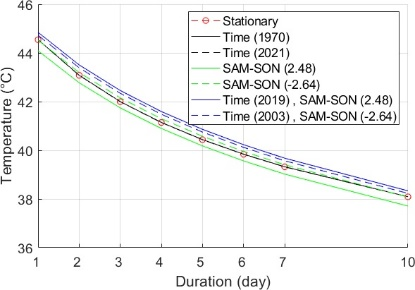 46
44
42
40
38
36
Temperature (°C)
Stationary
Time (1970)
Time (2021)
SAM-SON (2.48)
SAM-SON (-2.64)
Time (2019) , SAM-SON (2.48)
Time (2003) , SAM-SON (-2.64)
1 2 3 4 5 6 7 10
Duration (day)